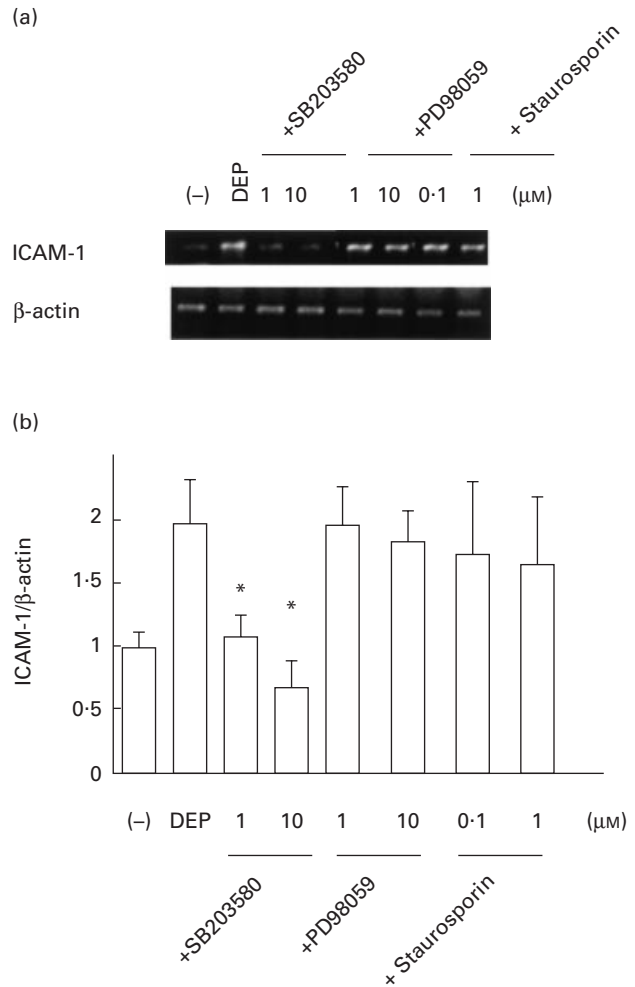 (a)
+SB203580
+PD98059
+ Staurosporin
(–) DEP 1 10 1 10 0·1 1 (μM)
ICAM-1
β-actin
(b)
ICAM-1/β-actin
2
1·5
1
0·5
0
(–) DEP 1 10 1 10 0·1 1 (μM)
* *
+SB203580
+PD98059
+ Staurosporin